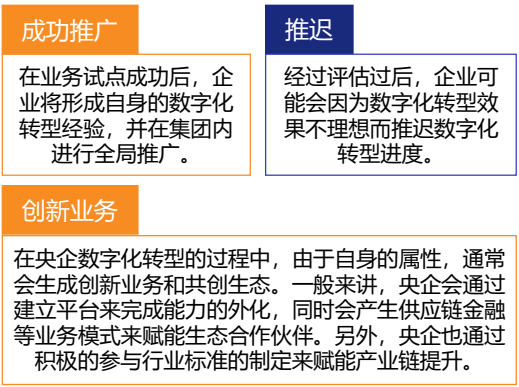 成功推广
在业务试点成功后，企
业将形成自身的数字化
转型经验，并在集团内
进行全局推广。
推迟
经过评估过后，企业可
能会因为数字化转型效
果不理想而推迟数字化
转型进度。
创新业务
在央企数字化转型的过程中，由于自身的属性，通常
会生成创新业务和共创生态。一般来讲，央企会通过
建立平台来完成能力的外化，同时会产生供应链金融
等业务模式来赋能生态合作伙伴。另外，央企也通过
积极的参与行业标准的制定来赋能产业链提升。